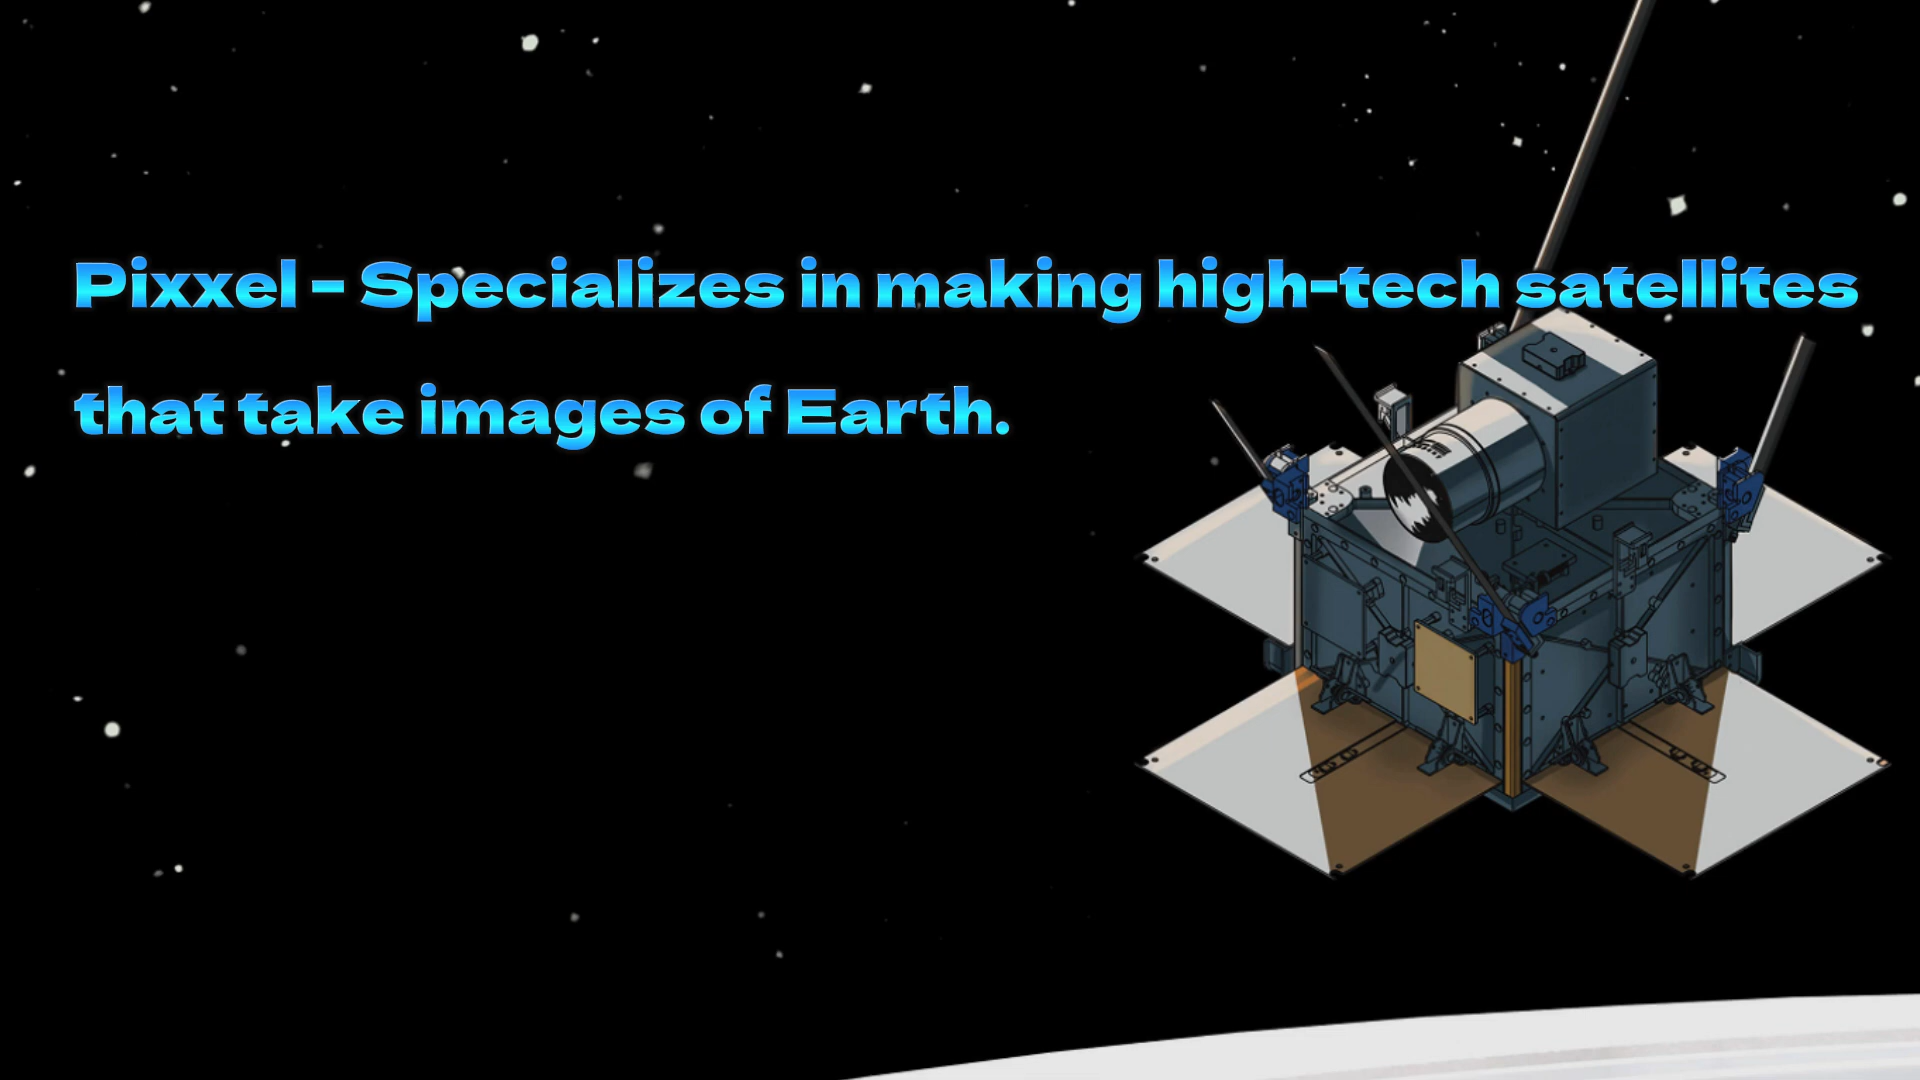 Pixxel – Specializes in making high-tech satellites
that take images of Earth.